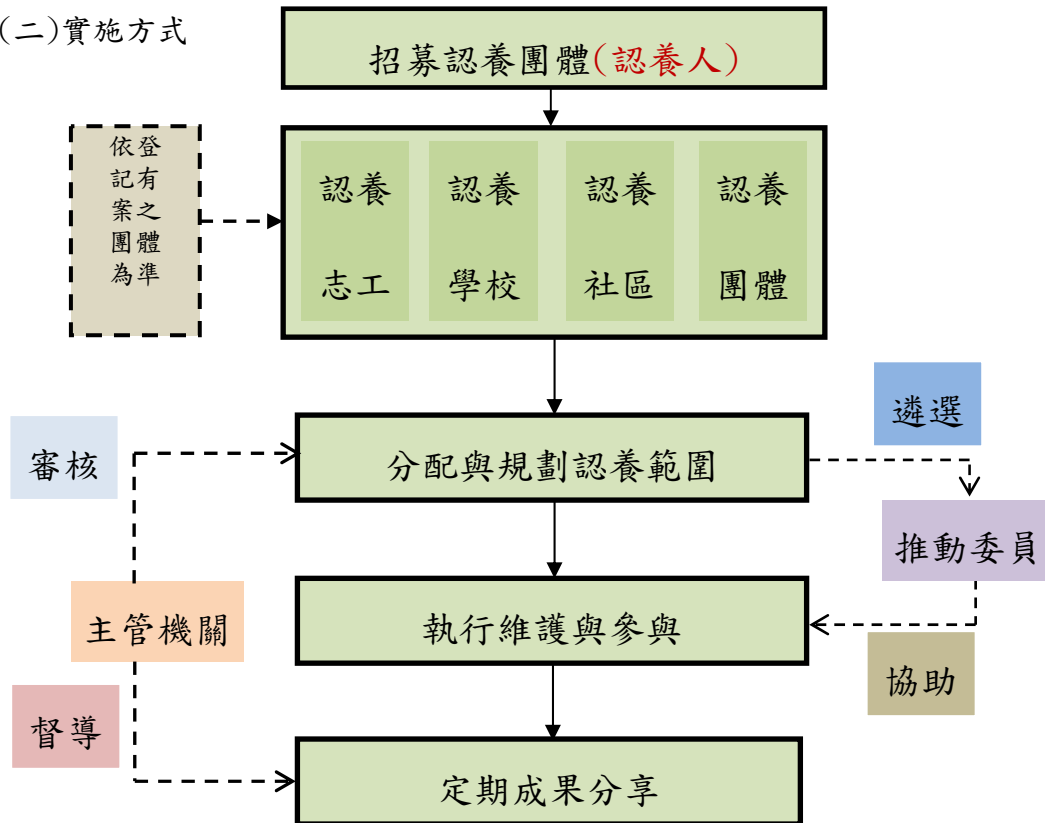 (二)實施方式
招募認養團體(認養人)
依登
記有
案之
團體
為準
認養 認養 認養 認養
志工 學校 社區 團體
遴選
審核
分配與規劃認養範圍
推動委員
主管機關
執行維護與參與
協助
督導
定期成果分享